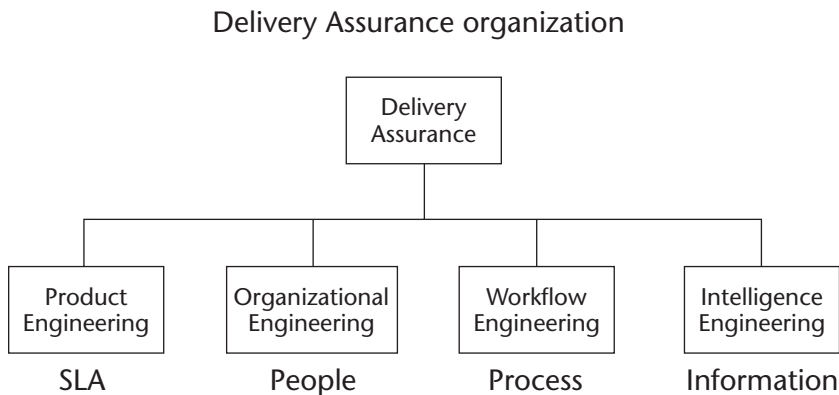 Delivery Assurance organization
Delivery
Assurance
Product
Engineering
Organizational
Engineering
Workflow
Engineering
Intelligence
Engineering
SLA
People
Process
Information